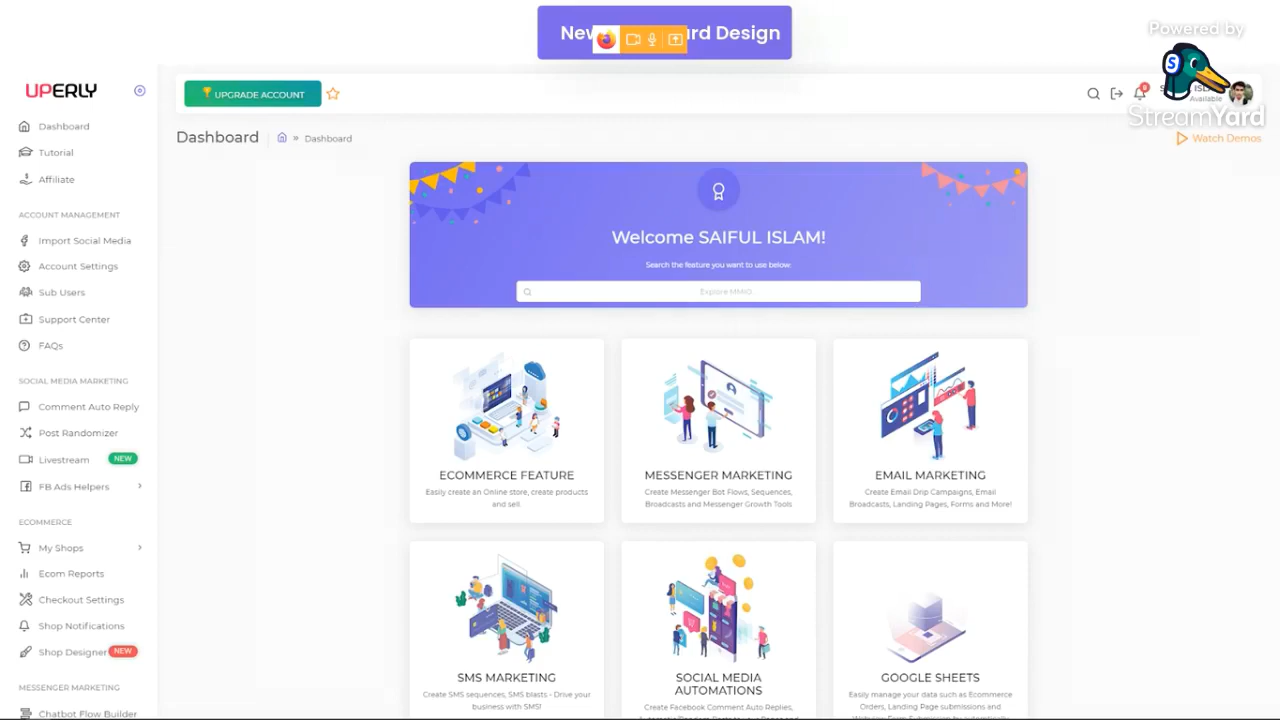 New rd Design
Powered by
StreamYard
UPERLY
UPGRADE ACCOUNT
Available
Dashboard
» Dashboard
Watch Demos
Dashboard
Tutorial
Affiliate
ACCOUNT MANAGEMENT
Import Social Media
Account Settings
Sub Users
Support Center
FAQs
SOCIAL MEDIA MARKETING
Comment Auto Reply
Post Randomizer
Livestream NEW
FB Ads Helpers
ECOMMERCE
My Shops
Ecom Reports
Checkout Settings
Shop Notifications
Shop Designer NEW
MESSENGER MARKETING
Chatbot Flow Builder
Welcome SAIFUL ISLAM!
Search the feature you want to use below:
Explore MMIO...
ECOMMERCE FEATURE
Easily create an Online store, create products
and sell.
MESSENGER MARKETING
Create Messenger Bot Flows, Sequences,
Broadcasts and Messenger Growth Tools
EMAIL MARKETING
Create Email Drip Campaigns, Email
Broadcasts, Landing Pages, Forms and More!
SMS MARKETING
Create SMS sequences, SMS blasts - Drive your
business with SMS!
SOCIAL MEDIA
AUTOMATIONS
Create Facebook Comment Auto Replies,
GOOGLE SHEETS
Easily manage your data such as Ecommerce
Orders, Landing Page submissions and